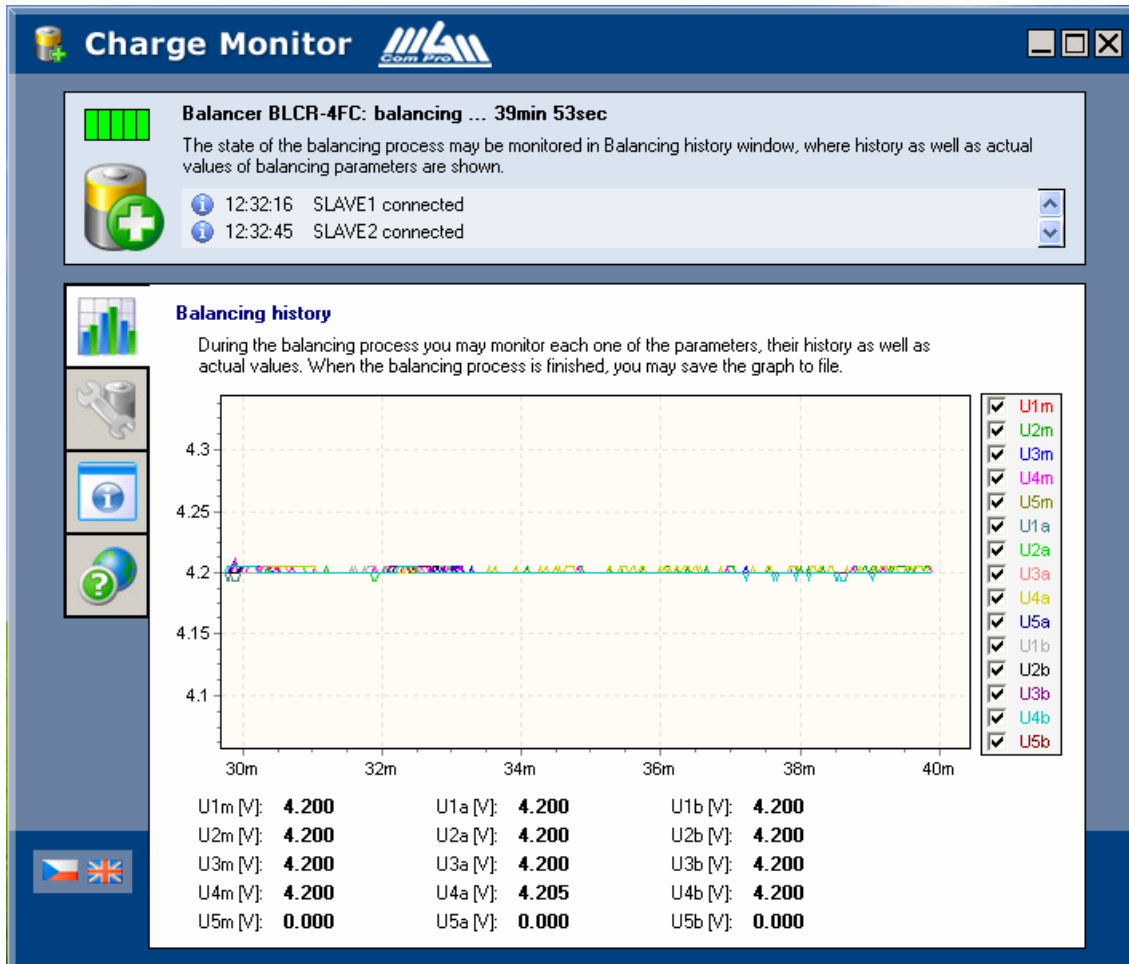 Charge Monitor
MGM
Com Pro
Balancer BLCR-4FC: balancing ... 39min 53sec
The state of the balancing process may be monitored in Balancing history window, where history as well as actual
values of balancing parameters are shown.
12:32:16 SLAVE1 connected
12:32:45 SLAVE2 connected
Balancing history
During the balancing process you may monitor each one of the parameters, their history as well as
actual values. When the balancing process is finished, you may save the graph to file.
4.3
4.25
4.2
4.15
4.1
30m 32m 34m 36m 38m 40m
U1m
U2m
U3m
U4m
U5m
U1a
U2a
U3a
U4a
U5a
U1b
U2b
U3b
U4b
U5b
U1m [V]: 4.200 U1a [V]: 4.200 U1b [V]: 4.200
U2m [V]: 4.200 U2a [V]: 4.200 U2b [V]: 4.200
U3m [V]: 4.200 U3a [V]: 4.200 U3b [V]: 4.200
U4m [V]: 4.200 U4a [V]: 4.205 U4b [V]: 4.200
U5m [V]: 0.000 U5a [V]: 0.000 U5b [V]: 0.000